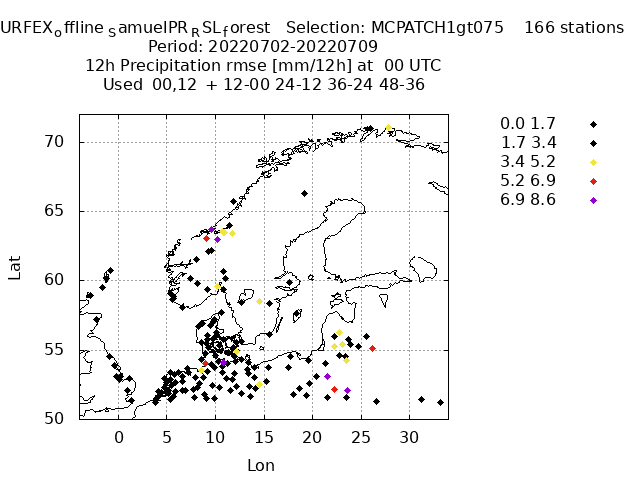 URFEXoffline SamuelIPRRSLforest Selection: MCPATCH1gt075 166 stations
Period: 20220702-20220709
12h Precipitation rmse [mm/12h] at 00 UTC
Used 00,12 + 12-00 24-12 36-24 48-36
0.0 1.7
1.7 3.4
3.4 5.2
5.2 6.9
6.9 8.6
70
65
60
55
50
Lat
0 5 10 15 20 25 30
Lon